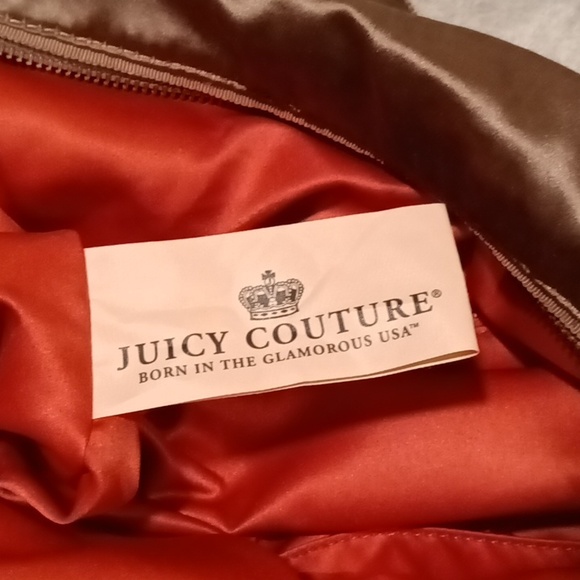 JUICY COUTURE®
BORN IN THE GLAMOROUS USA™